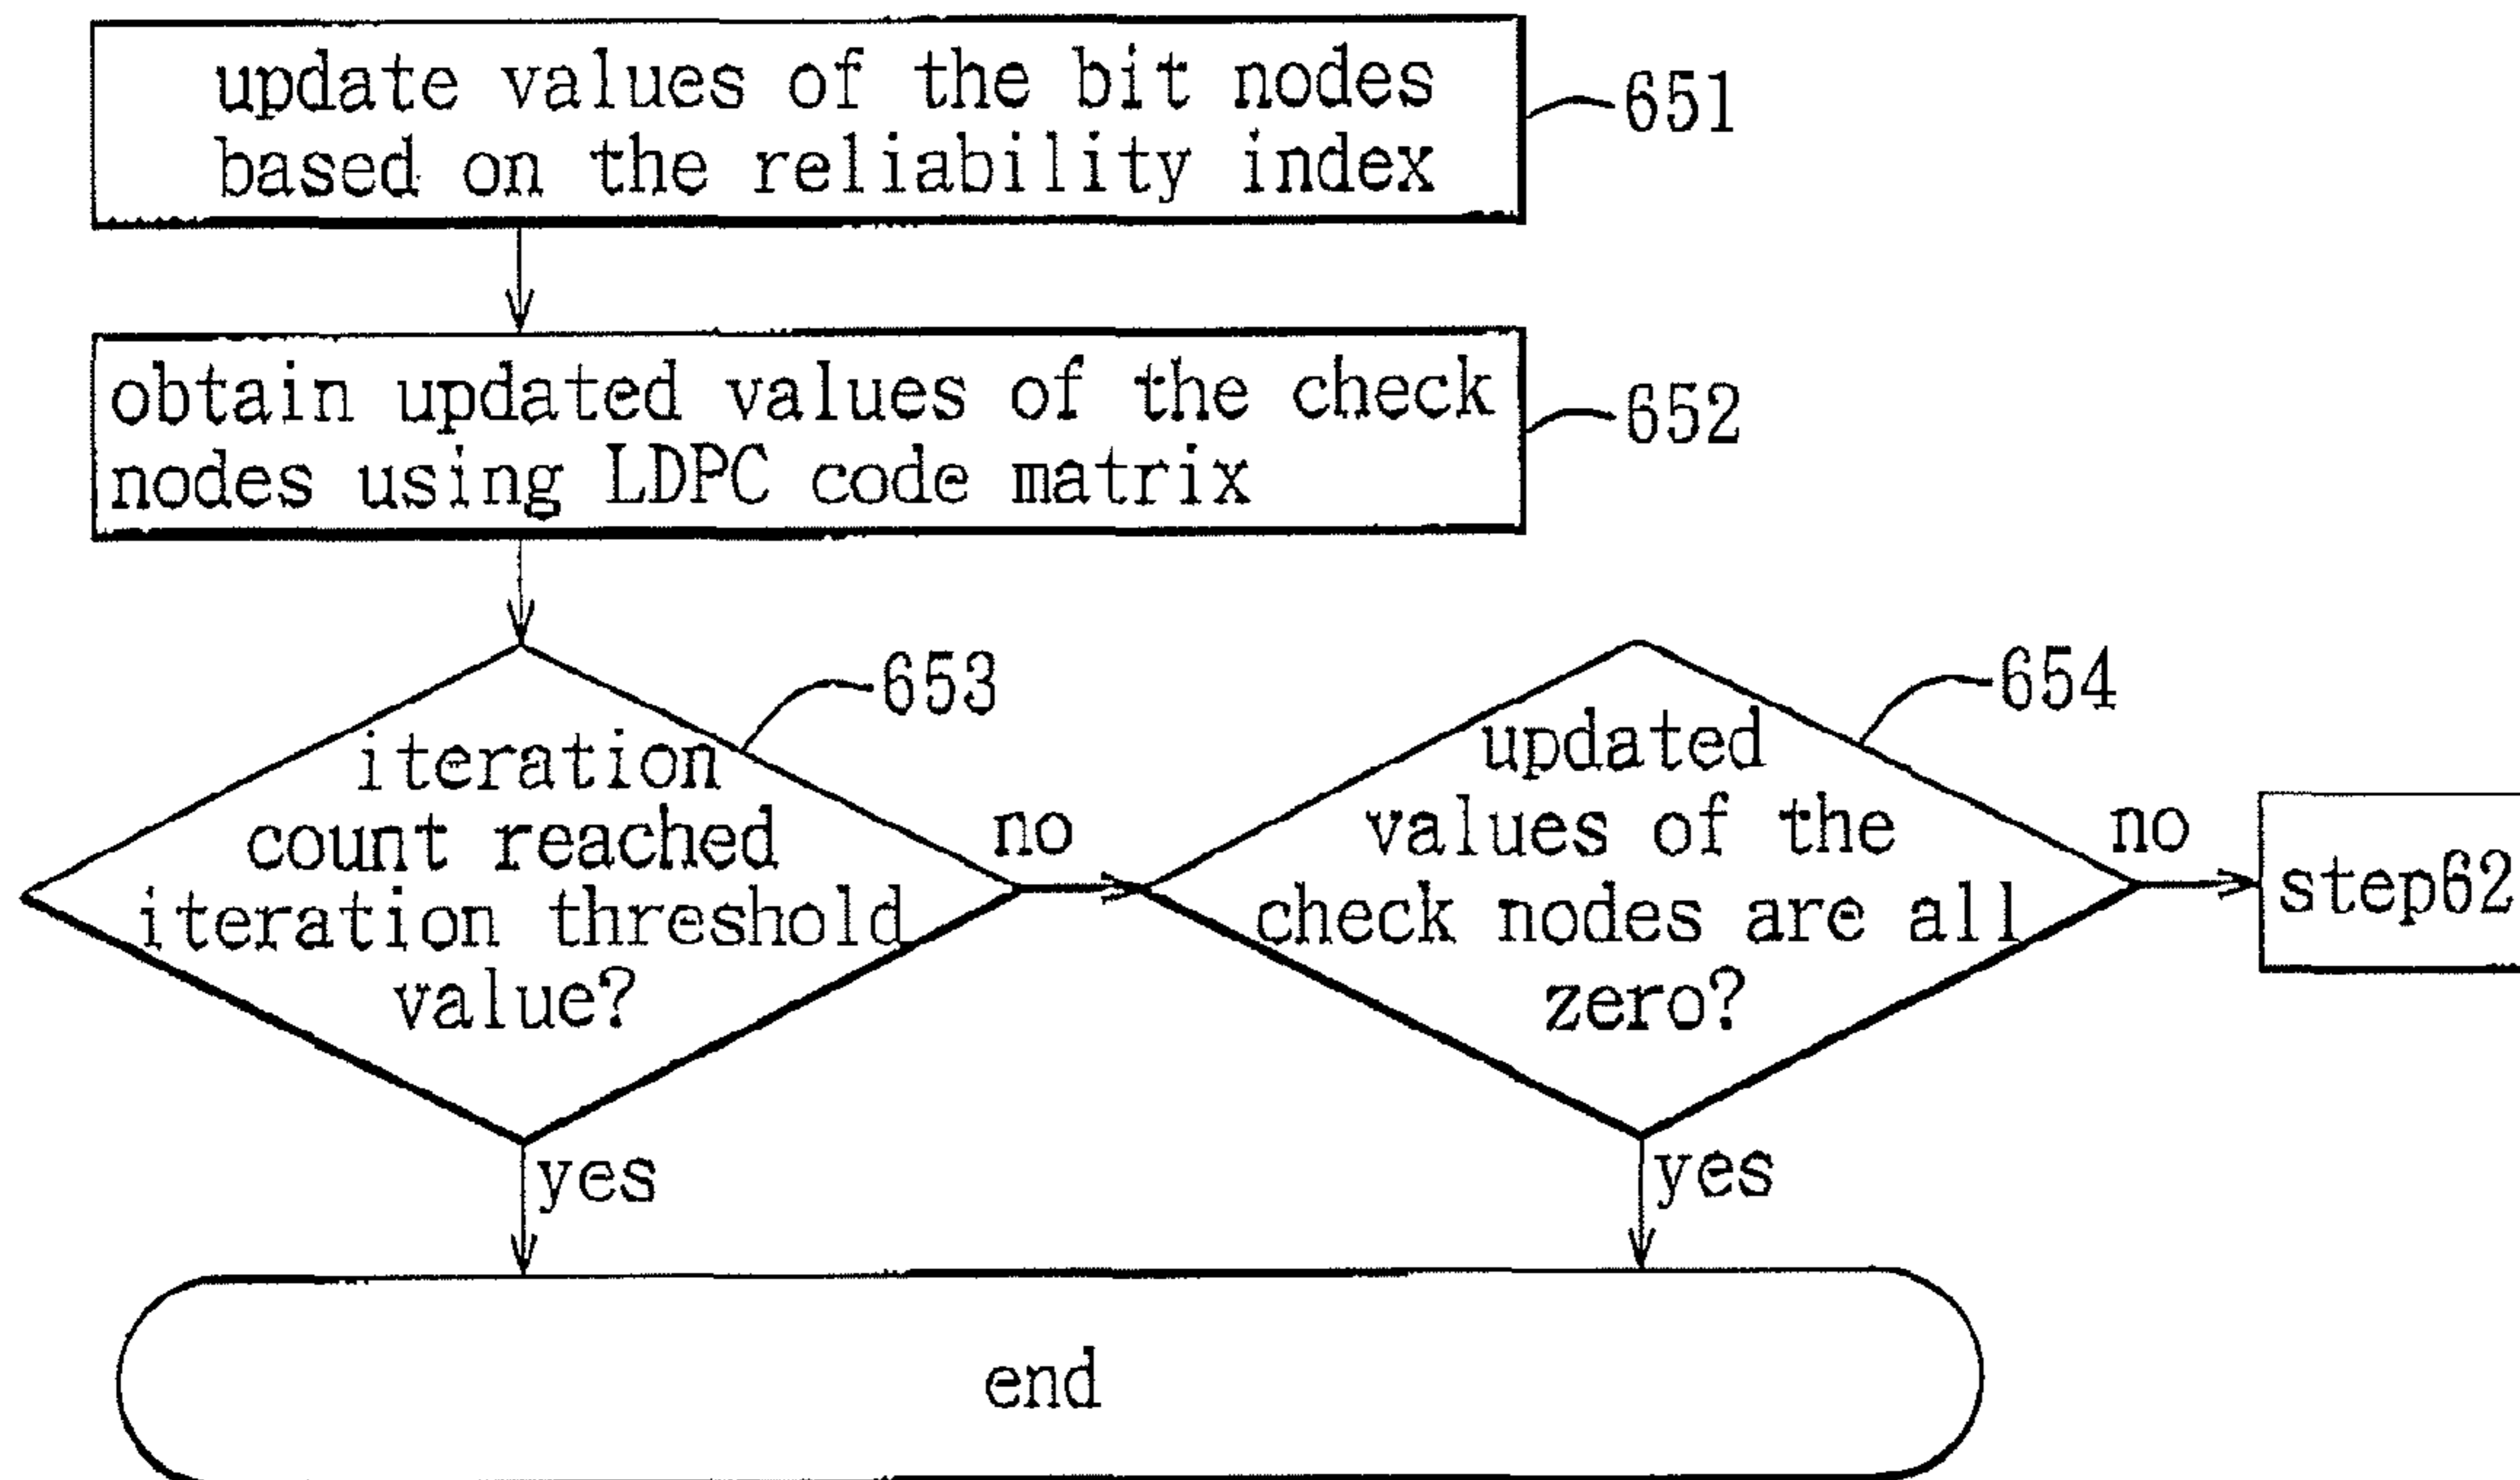 update values of the bit nodes
based on the reliability index
651
obtain updated values of the check
nodes using LDPC code matrix
652
653
iteration
count reached
iteration threshold
value?
no
yes
654
updated
values of the
check nodes are all
zero?
no
yes
step62
end